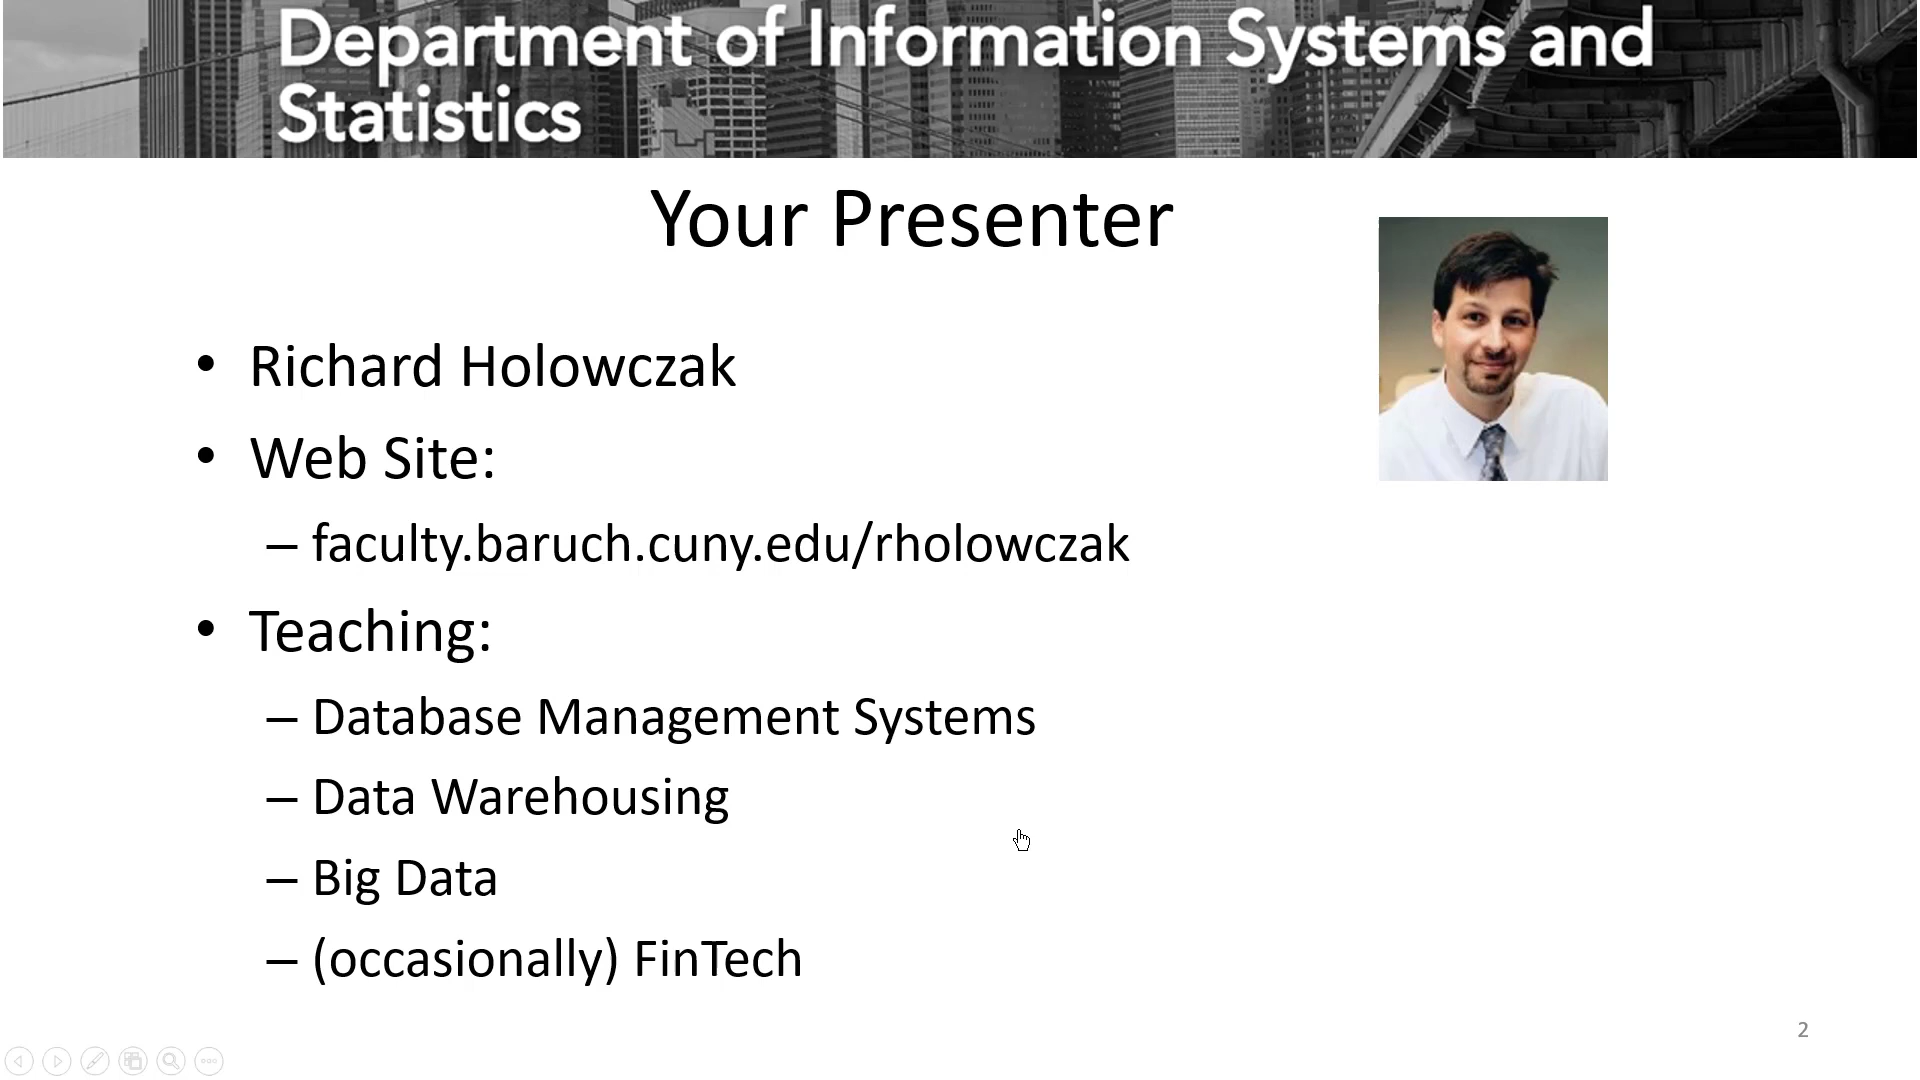 Department of Information Systems and
Statistics
Your Presenter
• Richard Holowczak
• Web Site:
– faculty.baruch.cuny.edu/rholowczak
• Teaching:
– Database Management Systems
– Data Warehousing
– Big Data
– (occasionally) FinTech
2